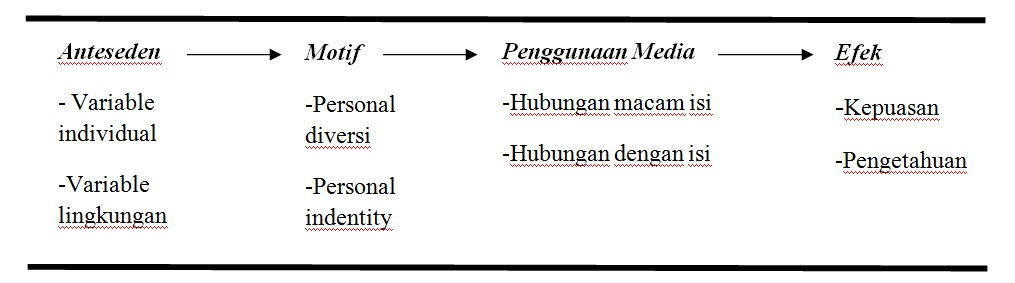 Anteseden Motif Penggunaan Media Efek
- Variable
individual
-Variable
lingkungan
-Personal
diversi
-Personal
indentity
-Hubungan macam isi
-Hubungan dengan isi
-Kepuasan
-Pengetahuan